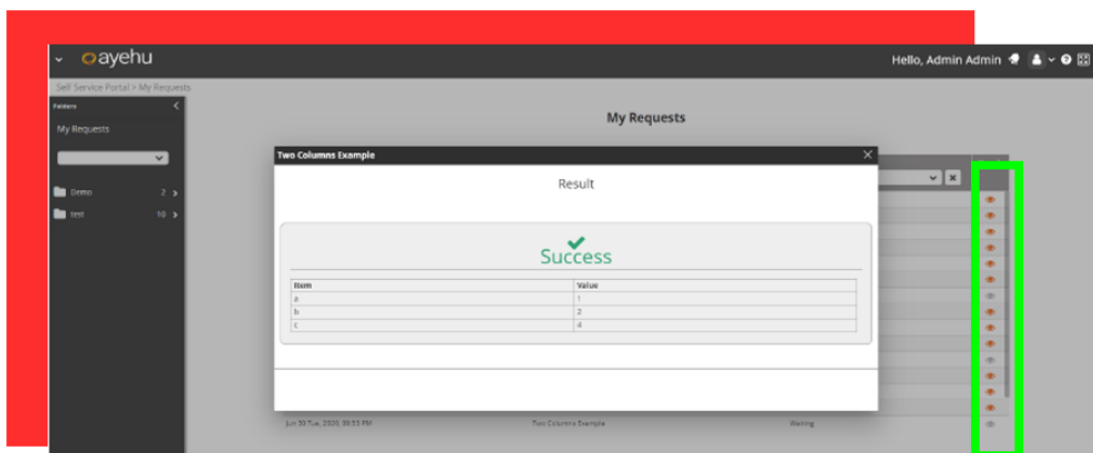 ayehu
Hello, Admin Admin
Self Service Portal > My Requests
Folders
My Requests
My Requests
Two Columns Example
Result
Demo 2
test 10
Success
Item Value
a 1
b 2
c 4
Jun 30 Tue, 2020, 09:53 PM Two Columns Example Waiting